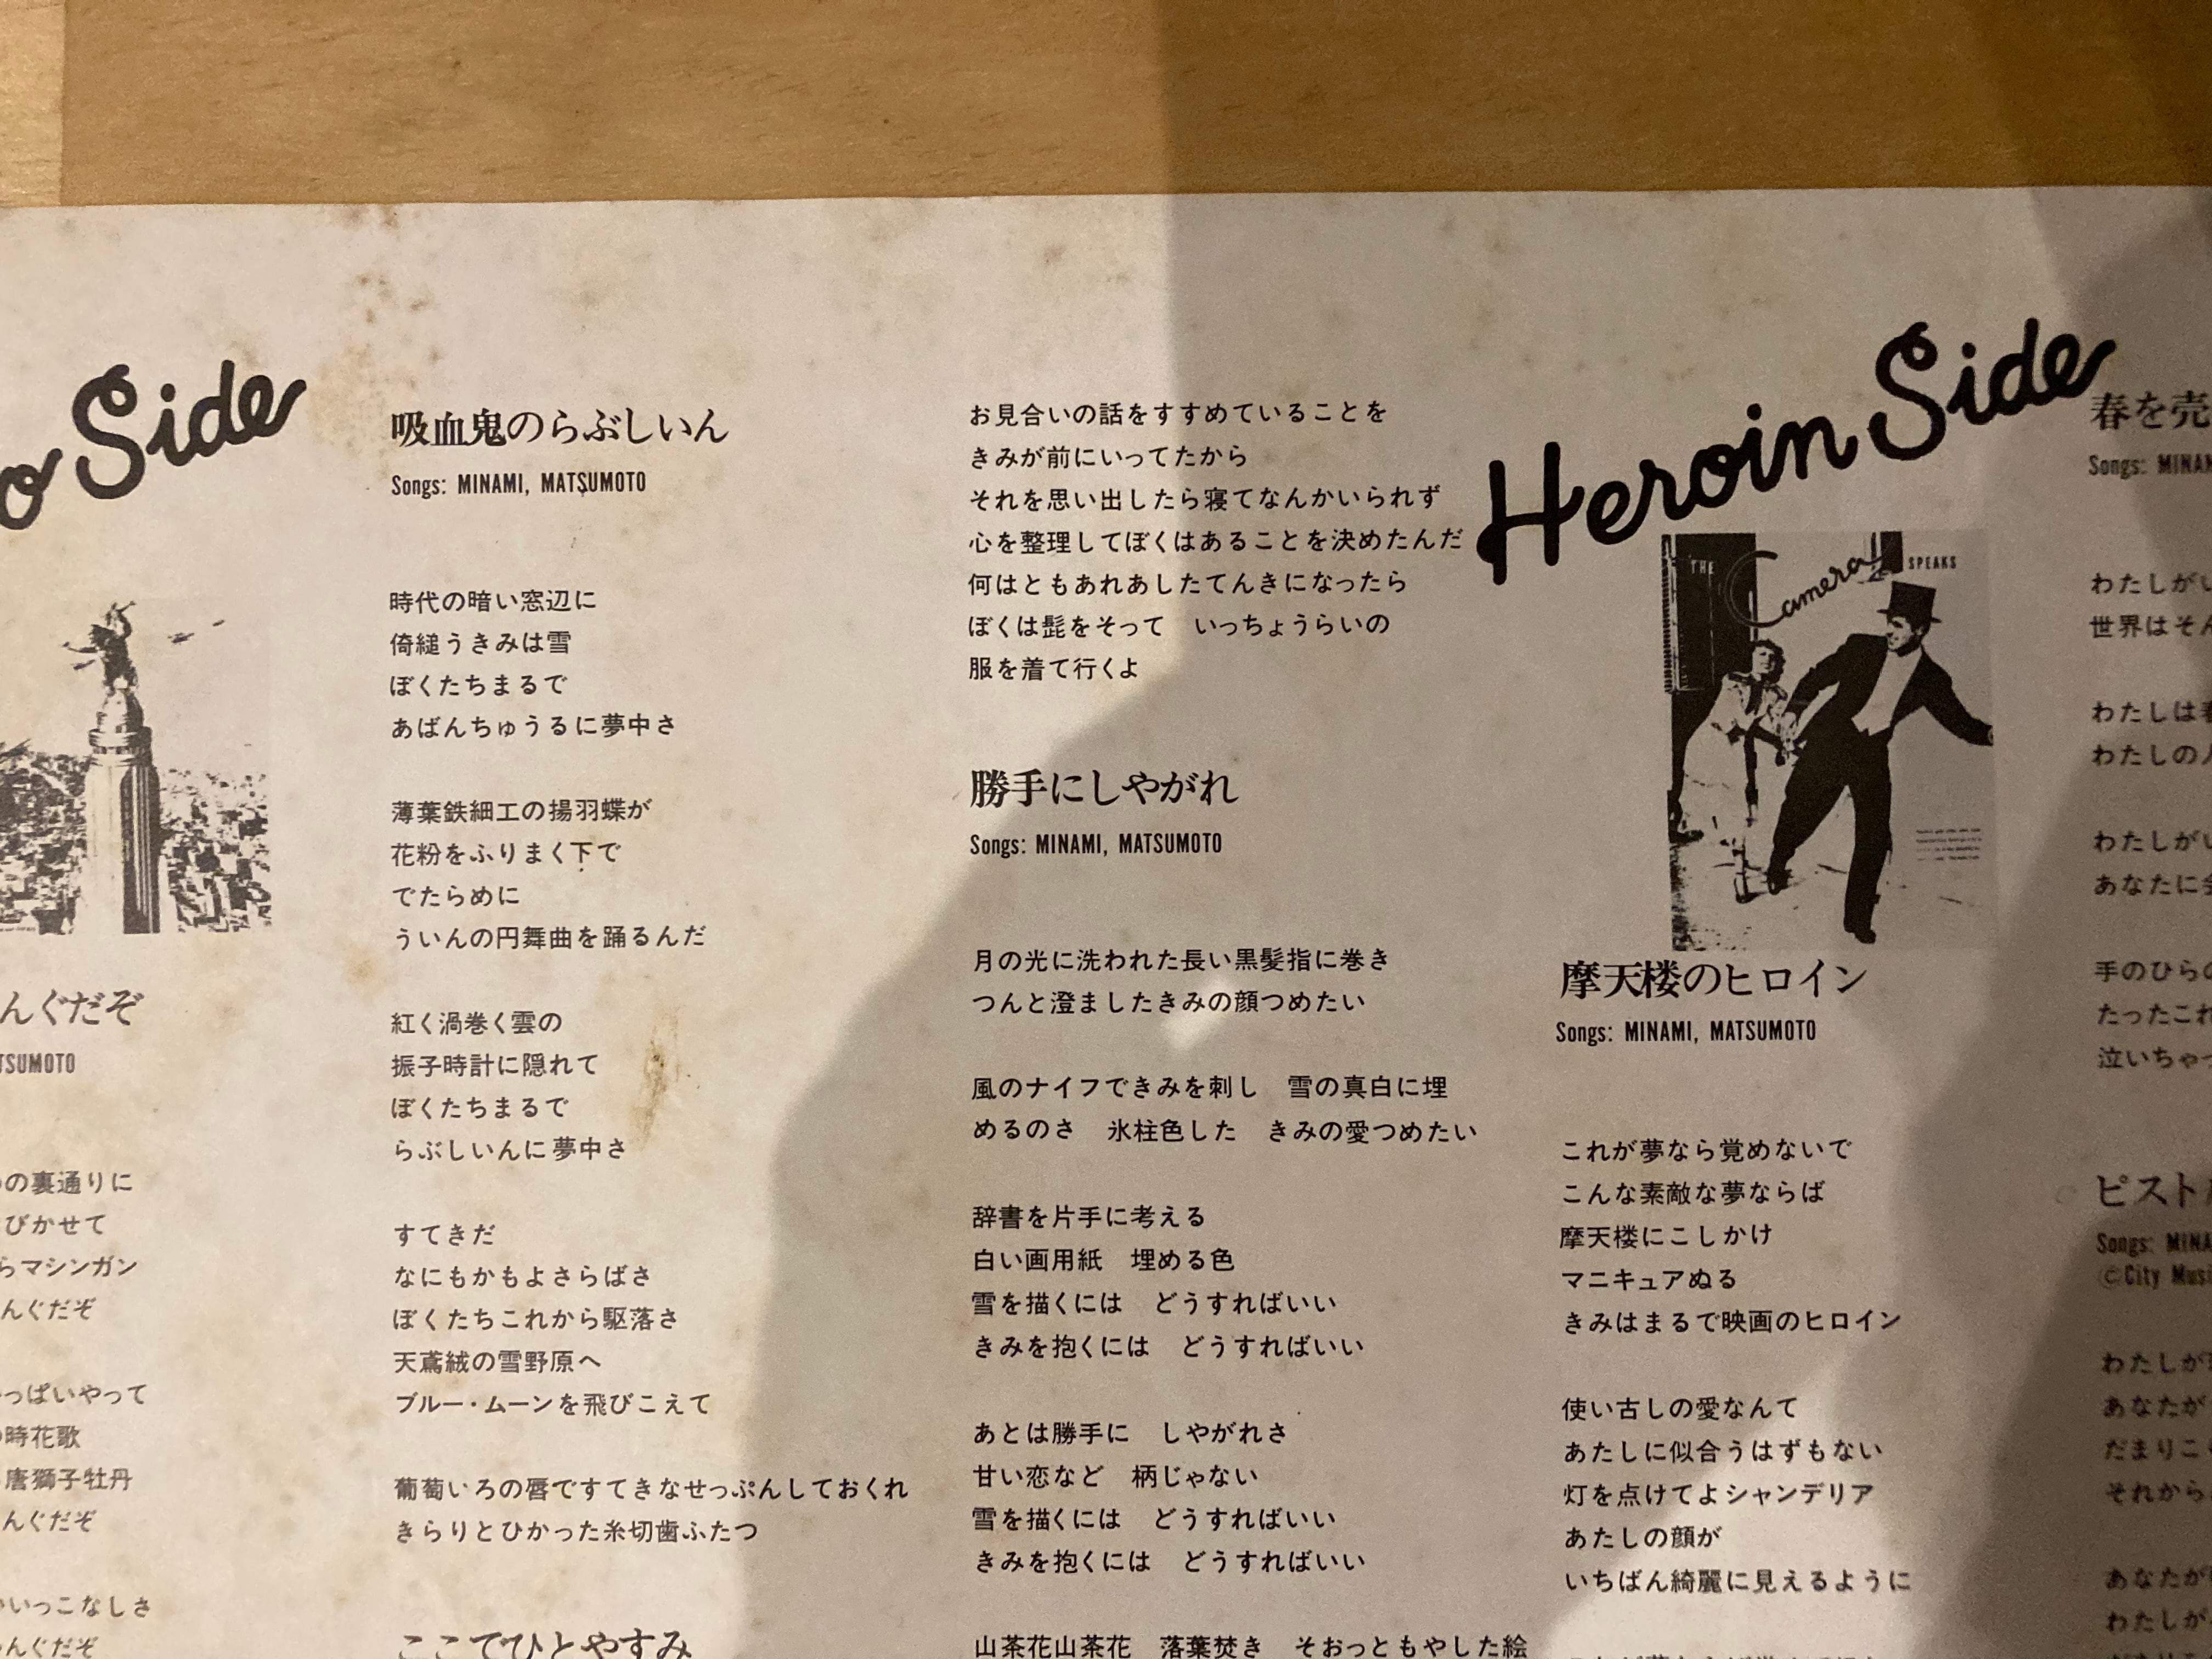 o Side
んぐだぞ
TSUMOTO
の裏通りに
びかせて
らマシンガン
んぐだぞ
っぱいやって
時花歌
唐獅子牡丹
んぐだぞ
いっこなしさ
んぐだぞ
吸血鬼のらぶしいん
Songs: MINAMI, MATSUMOTO
時代の暗い窓辺に
倚縋うきみは雪
ぼくたちまるで
あばんちゅうるに夢中さ
薄葉鉄細工の揚羽蝶が
花粉をふりまく下で
でたらめに
ういんの円舞曲を踊るんだ
紅く渦巻く雲の
振子時計に隠れて
ぼくたちまるで
らぶしいんに夢中さ
すてきだ
なにもかもよさらばさ
ぼくたちこれから駆落さ
天鳶絨の雪野原へ
ブルー・ムーンを飛びこえて
葡萄いろの唇ですてきなせっぷんしておくれ
きらりとひかった糸切歯ふたつ
ここでひとやすみ
お見合いの話をすすめていることを
きみが前にいってたから
それを思い出したら寝てなんかいられず
心を整理してぼくはあることを決めたんだ
何はともあれあしたてんきになったら
ぼくは髭をそって いっちょうらいの
服を着て行くよ
勝手にしやがれ
Songs: MINAMI, MATSUMOTO
月の光に洗われた長い黒髪指に巻き
つんと澄ましたきみの顔つめたい
風のナイフできみを刺し 雪の真白に埋
めるのさ 氷柱色した きみの愛つめたい
辞書を片手に考える
白い画用紙 埋める色
雪を描くには どうすればいい
きみを抱くには どうすればいい
あとは勝手に しやがれさ
甘い恋など 柄じゃない
雪を描くには どうすればいい
きみを抱くには どうすればいい
山茶花山茶花 落葉焚き そおっともやした絵
Heroin Side
THE Camera SPEAKS
摩天楼のヒロイン
Songs: MINAMI, MATSUMOTO
これが夢なら覚めないで
こんな素敵な夢ならば
摩天楼にこしかけ
マニキュアぬる
きみはまるで映画のヒロイン
使い古しの愛なんて
あたしに似合うはずもない
灯を点けてよシャンデリア
あたしの顔が
いちばん綺麗に見えるように
春を売
Songs: MINAM
わたしがい
世界はそん
わたしは春
わたしの人
わたしがい
あなたに会
手のひらの
たったこれ
泣いちゃっ
ピスト
Songs: MINA
©City Musi
わたしが
あなたが
だまりこ
それから
あなたが
わたしが